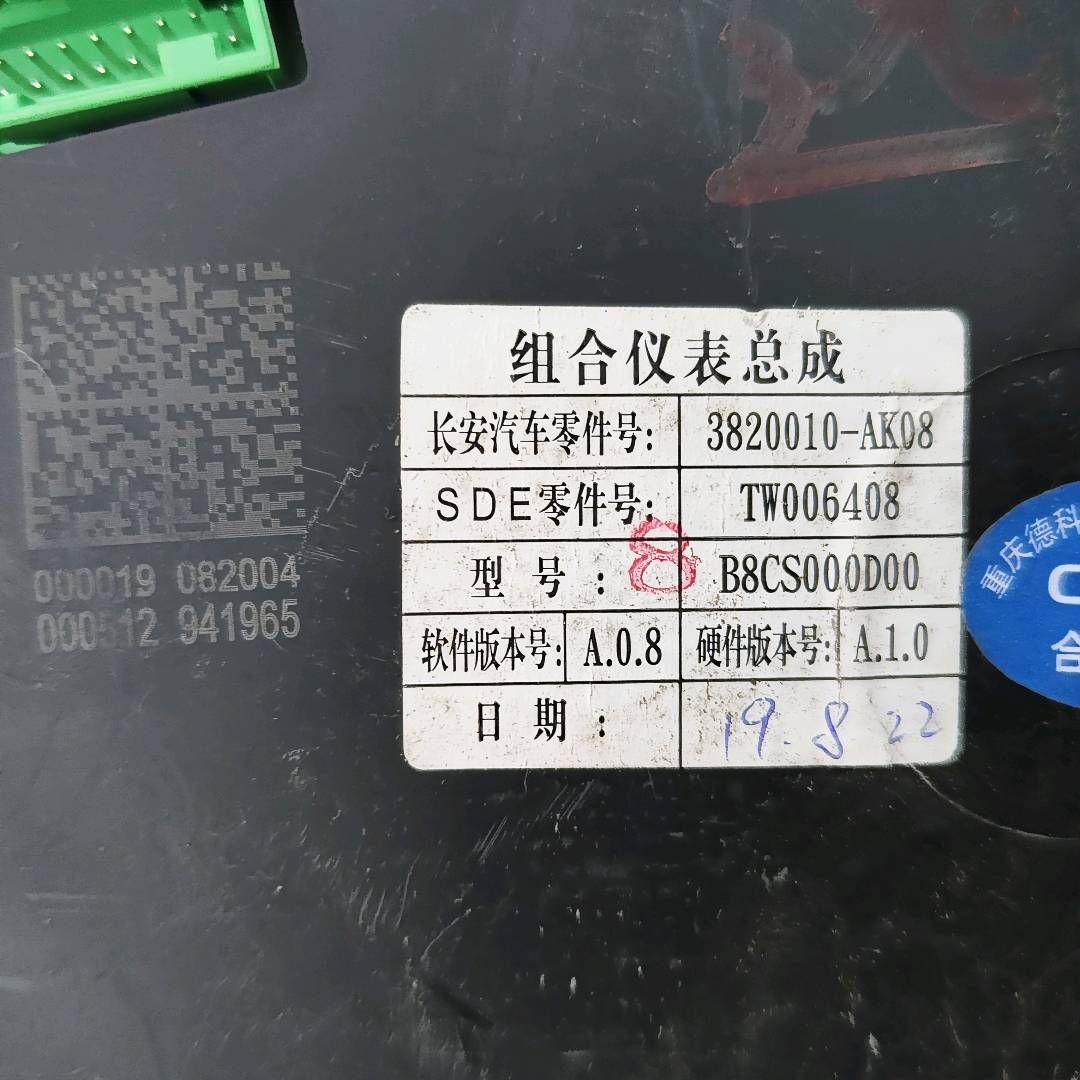 组合仪表总成
长安汽车零件号: 3820010-AK08
SDE零件号: TW006408
型号: B8CS000D00
8
软件版本号: A.0.8 硬件版本号: A.1.0
日期: 19.8 22
000019 082004
000512 941965
重庆德科
合